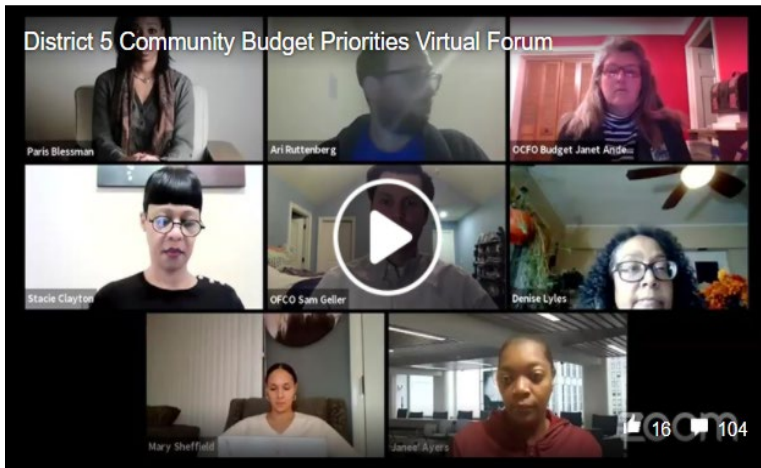 District 5 Community Budget Priorities Virtual Forum
Paris Blessman
Ari Ruttenberg
OCFO Budget Janet Ande...
Stacie Clayton
OFCO Sam Geller
Denise Lyles
Mary Sheffield
Janee' Ayers
zoom
16 104